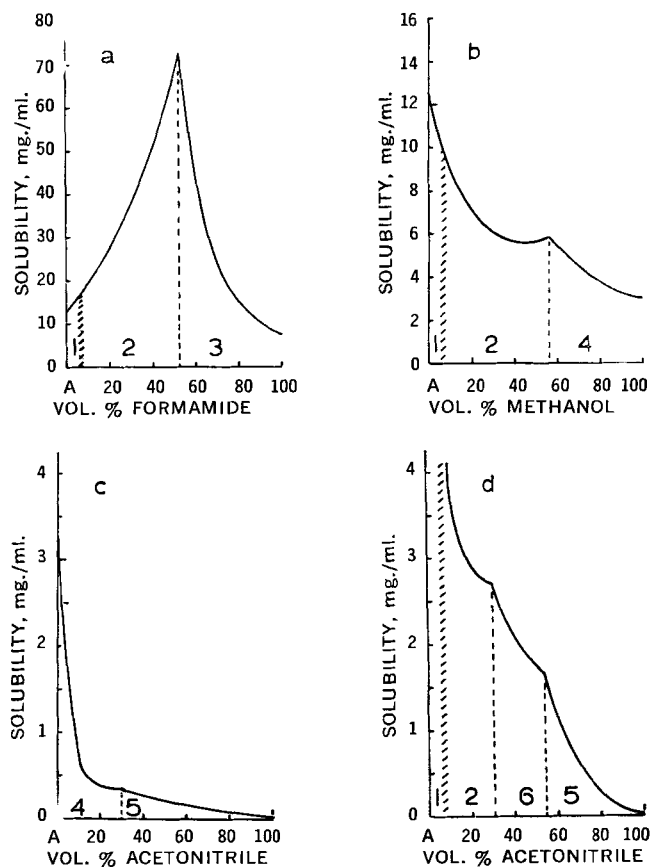 a
SOLUBILITY, mg./ml.
80
70
60
50
40
30
20
10
0
1 2 3
A 20 40 60 80 100
VOL. % FORMAMIDE
b
SOLUBILITY, mg./ml.
16
14
12
10
8
6
4
2
0
1 2 4
A 20 40 60 80 100
VOL. % METHANOL
c
SOLUBILITY, mg./ml.
4
3
2
1
0
4 5
A 20 40 60 80 100
VOL. % ACETONITRILE
d
SOLUBILITY, mg./ml.
4
3
2
1
0
1 2 6 5
A 20 40 60 80 100
VOL. % ACETONITRILE